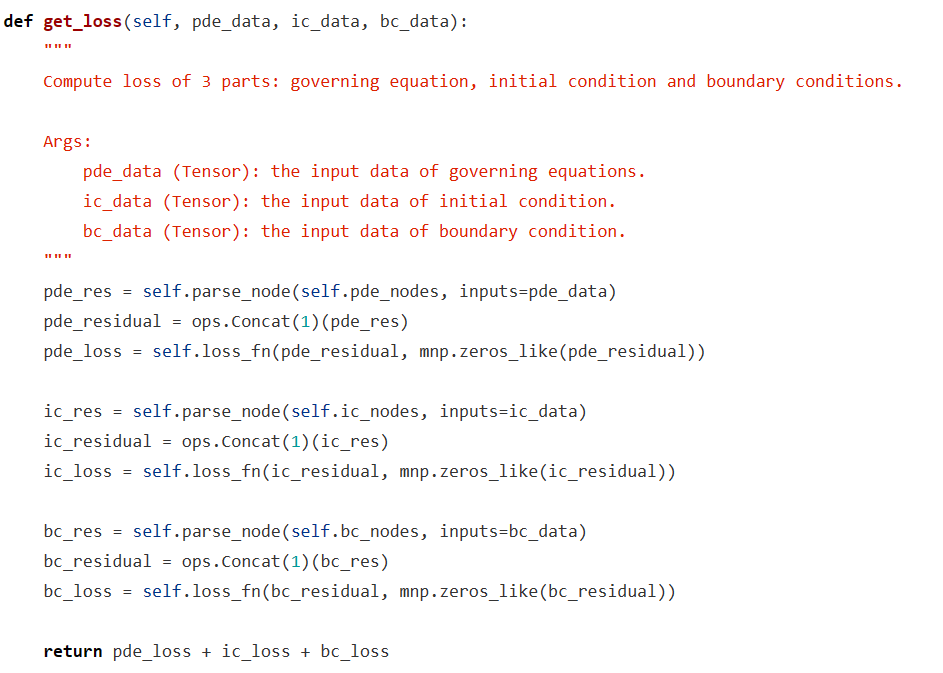 def get_loss(self, pde_data, ic_data, bc_data):
    """
    Compute loss of 3 parts: governing equation, initial condition and boundary conditions.

    Args:
        pde_data (Tensor): the input data of governing equations.
        ic_data (Tensor): the input data of initial condition.
        bc_data (Tensor): the input data of boundary condition.
    """
    pde_res = self.parse_node(self.pde_nodes, inputs=pde_data)
    pde_residual = ops.Concat(1)(pde_res)
    pde_loss = self.loss_fn(pde_residual, mnp.zeros_like(pde_residual))

    ic_res = self.parse_node(self.ic_nodes, inputs=ic_data)
    ic_residual = ops.Concat(1)(ic_res)
    ic_loss = self.loss_fn(ic_residual, mnp.zeros_like(ic_residual))

    bc_res = self.parse_node(self.bc_nodes, inputs=bc_data)
    bc_residual = ops.Concat(1)(bc_res)
    bc_loss = self.loss_fn(bc_residual, mnp.zeros_like(bc_residual))

    return pde_loss + ic_loss + bc_loss